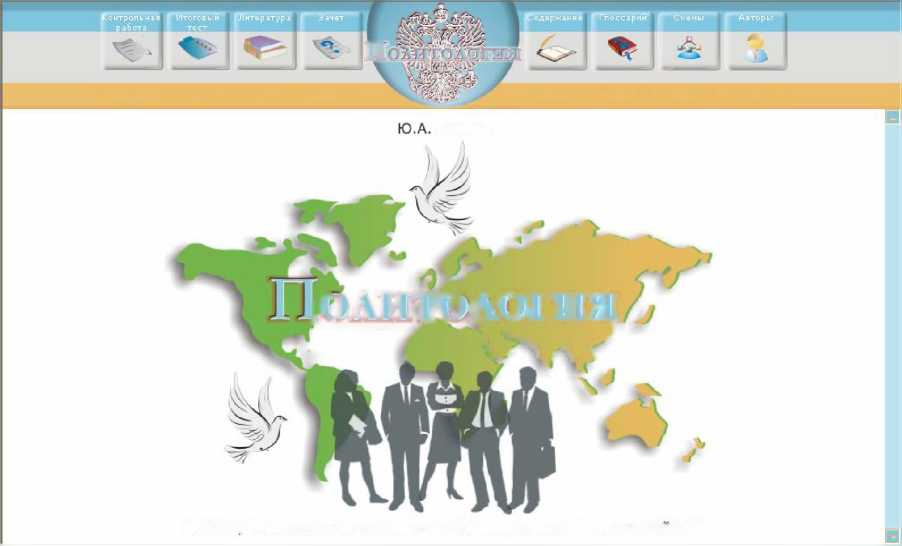 Контрольная
работа
Итоговый
тест
Литература
Зачет
Политология
Содержание
Глоссарий
Схемы
Авторы
Ю.А.
Политология